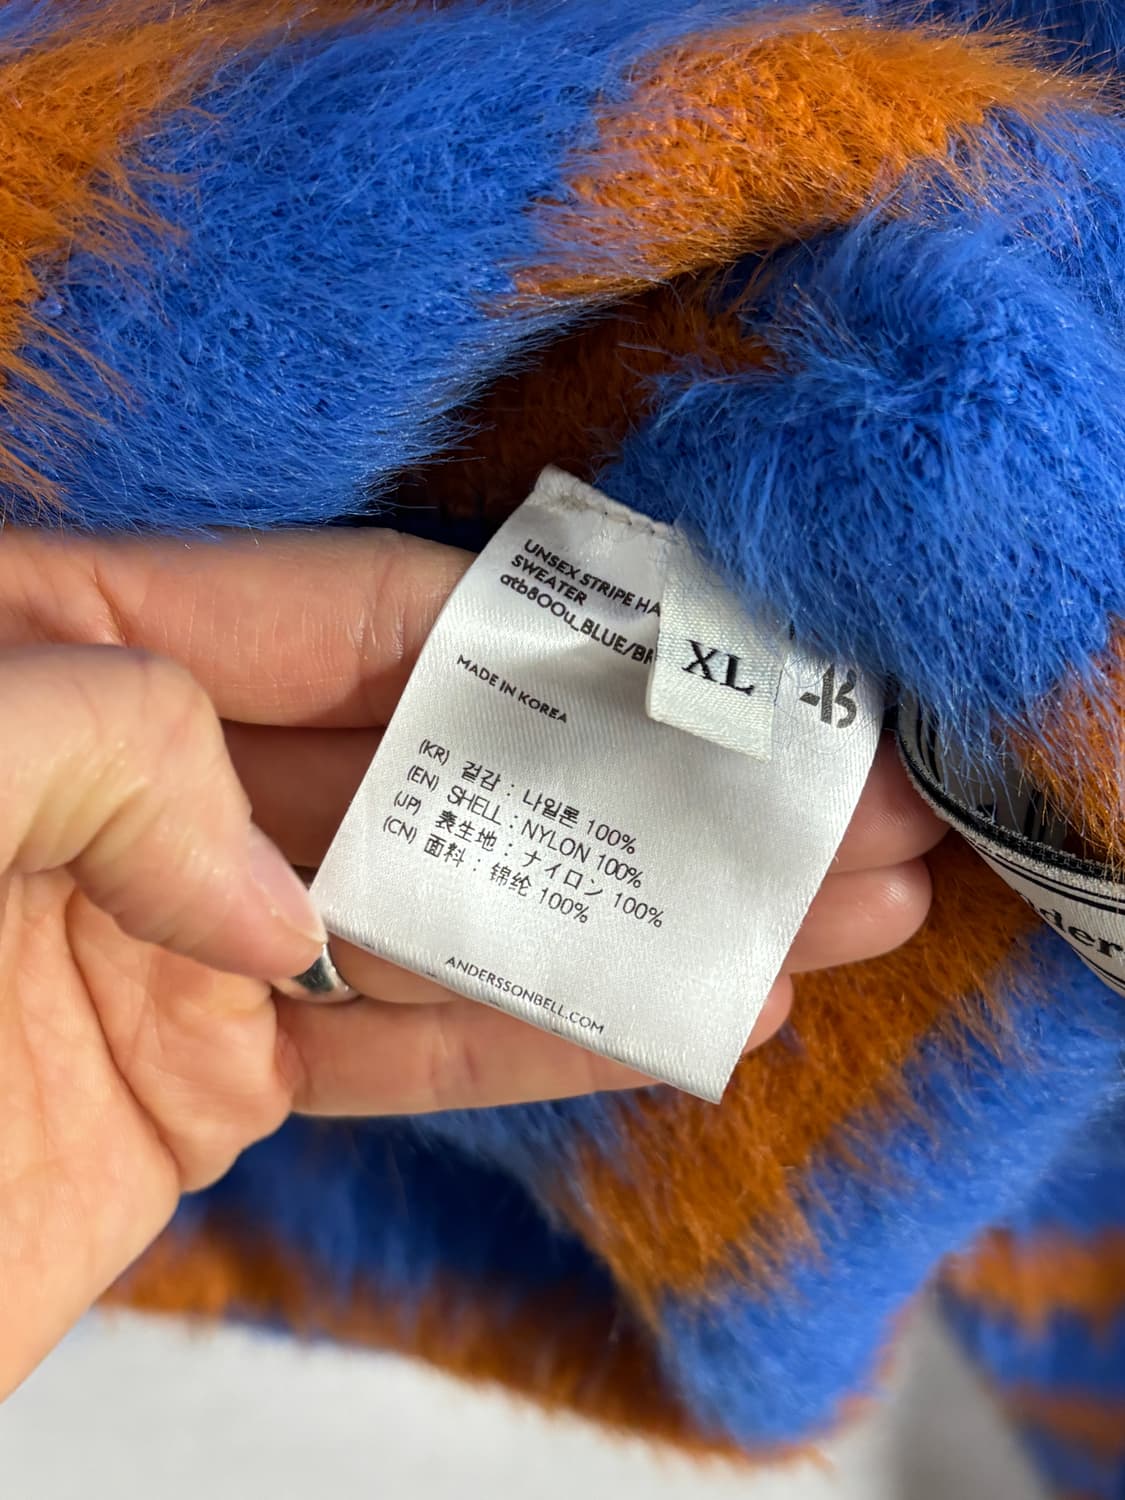 UNSEX STRIPE HA
SWEATER
atb800u_BLUE/BR
XL
MADE IN KOREA
(KR) 겉감 : 나일론 100%
(EN) SHELL : NYLON 100%
(JP) 表生地 : ナイロン 100%
(CN) 面料 : 锦纶 100%
ANDERSSONBELL.COM
der